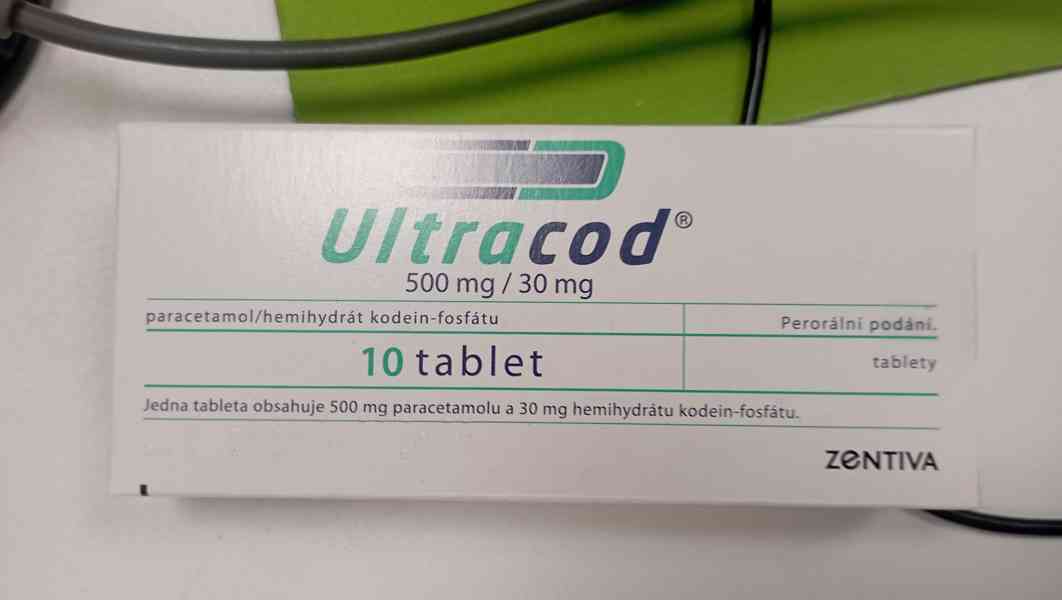 Ultracod®
500 mg / 30 mg
paracetamol/hemihydrát kodein-fosfátu
Perorální podání.
10 tablet
tablety
Jedna tableta obsahuje 500 mg paracetamolu a 30 mg hemihydrátu kodein-fosfátu.
ZENTIVA